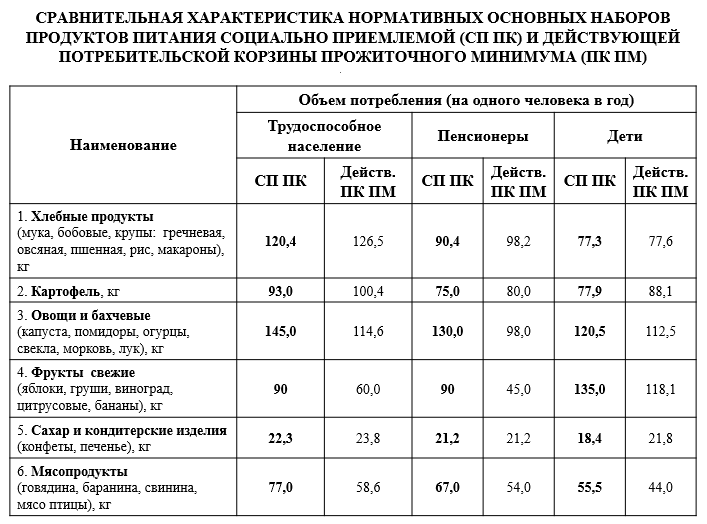 СРАВНИТЕЛЬНАЯ ХАРАКТЕРИСТИКА НОРМАТИВНЫХ ОСНОВНЫХ НАБОРОВ
ПРОДУКТОВ ПИТАНИЯ СОЦИАЛЬНО ПРИЕМЛЕМОЙ (СП ПК) И ДЕЙСТВУЮЩЕЙ
ПОТРЕБИТЕЛЬСКОЙ КОРЗИНЫ ПРОЖИТОЧНОГО МИНИМУМА (ПК ПМ)
Наименование
Объем потребления (на одного человека в год)
Трудоспособное
население
Пенсионеры
Дети
СП ПК
Действ.
ПК ПМ
СП ПК
Действ.
ПК ПМ
СП ПК
Действ.
ПК ПМ
1. Хлебные продукты
(мука, бобовые, крупы: гречневая,
овсяная, пшенная, рис, макароны),
кг
120,4 126,5 90,4 98,2 77,3 77,6
2. Картофель, кг 93,0 100,4 75,0 80,0 77,9 88,1
3. Овощи и бахчевые
(капуста, помидоры, огурцы,
свекла, морковь, лук), кг
145,0 114,6 130,0 98,0 120,5 112,5
4. Фрукты свежие
(яблоки, груши, виноград,
цитрусовые, бананы), кг
90 60,0 90 45,0 135,0 118,1
5. Сахар и кондитерские изделия
(конфеты, печенье), кг
22,3 23,8 21,2 21,2 18,4 21,8
6. Мясопродукты
(говядина, баранина, свинина,
мясо птицы), кг
77,0 58,6 67,0 54,0 55,5 44,0